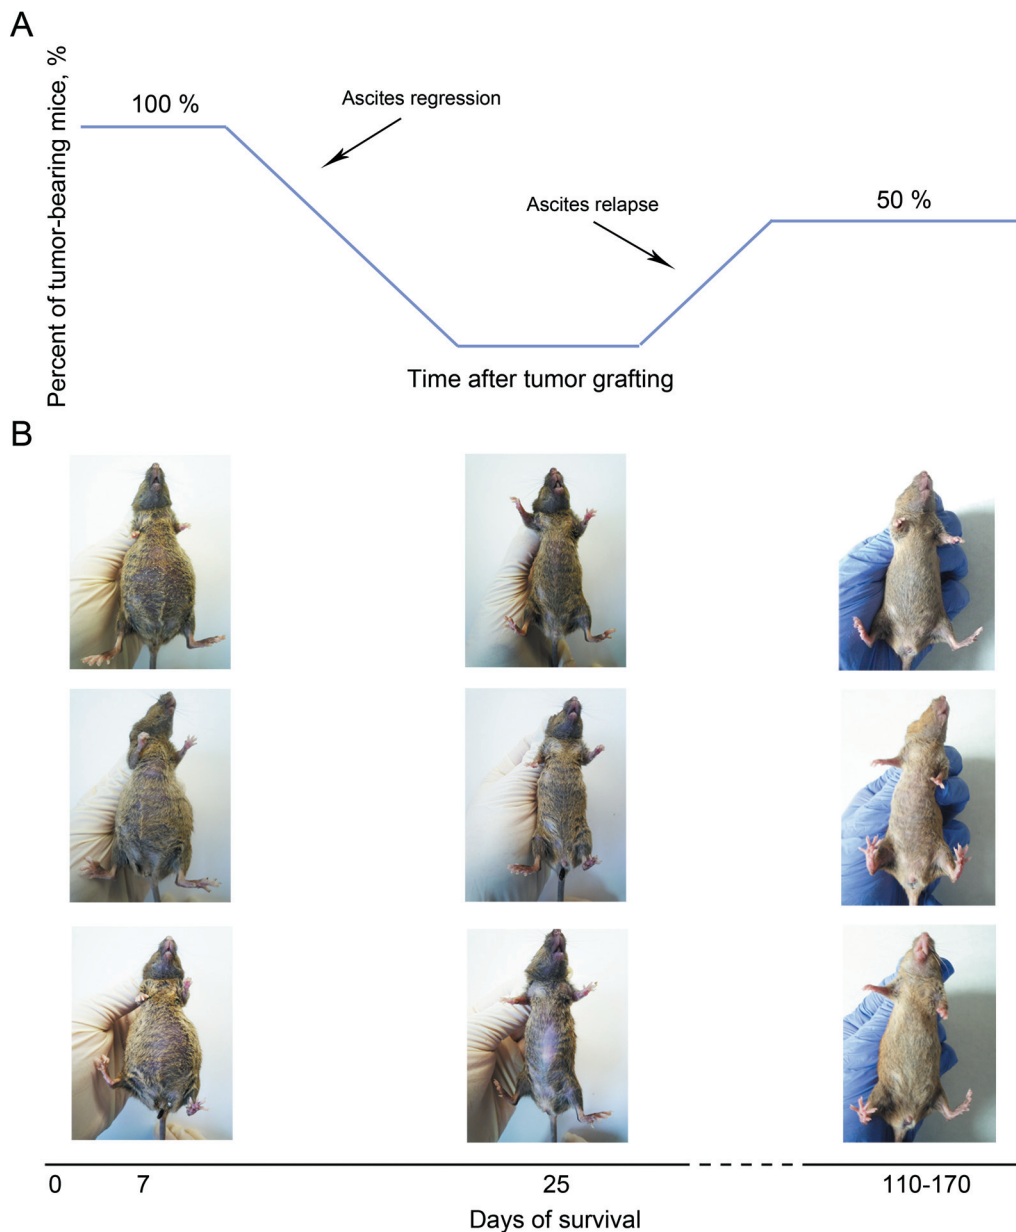 A
Percent of tumor-bearing mice, %
100 %
Ascites regression
Ascites relapse
50 %
Time after tumor grafting
B
0
7
25
110-170
Days of survival